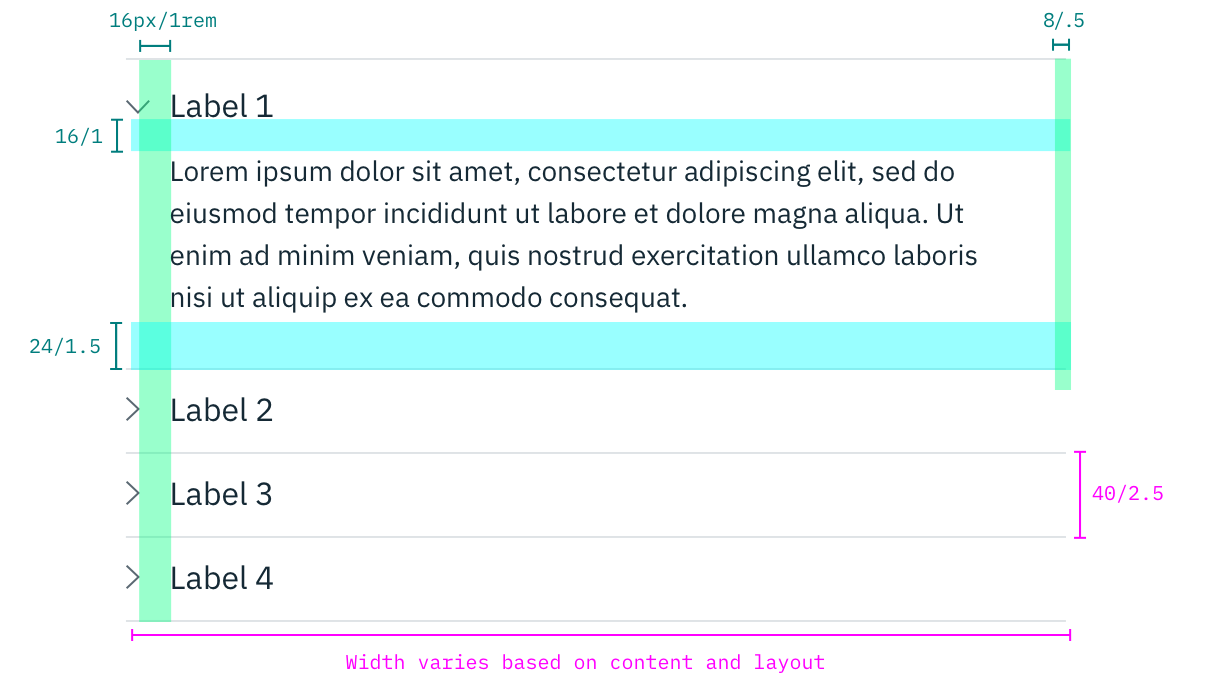 16px/1rem
8/.5
Label 1
16/1
Lorem ipsum dolor sit amet, consectetur adipiscing elit, sed do
eiusmod tempor incididunt ut labore et dolore magna aliqua. Ut
enim ad minim veniam, quis nostrud exercitation ullamco laboris
nisi ut aliquip ex ea commodo consequat.
24/1.5
Label 2
Label 3
40/2.5
Label 4
Width varies based on content and layout